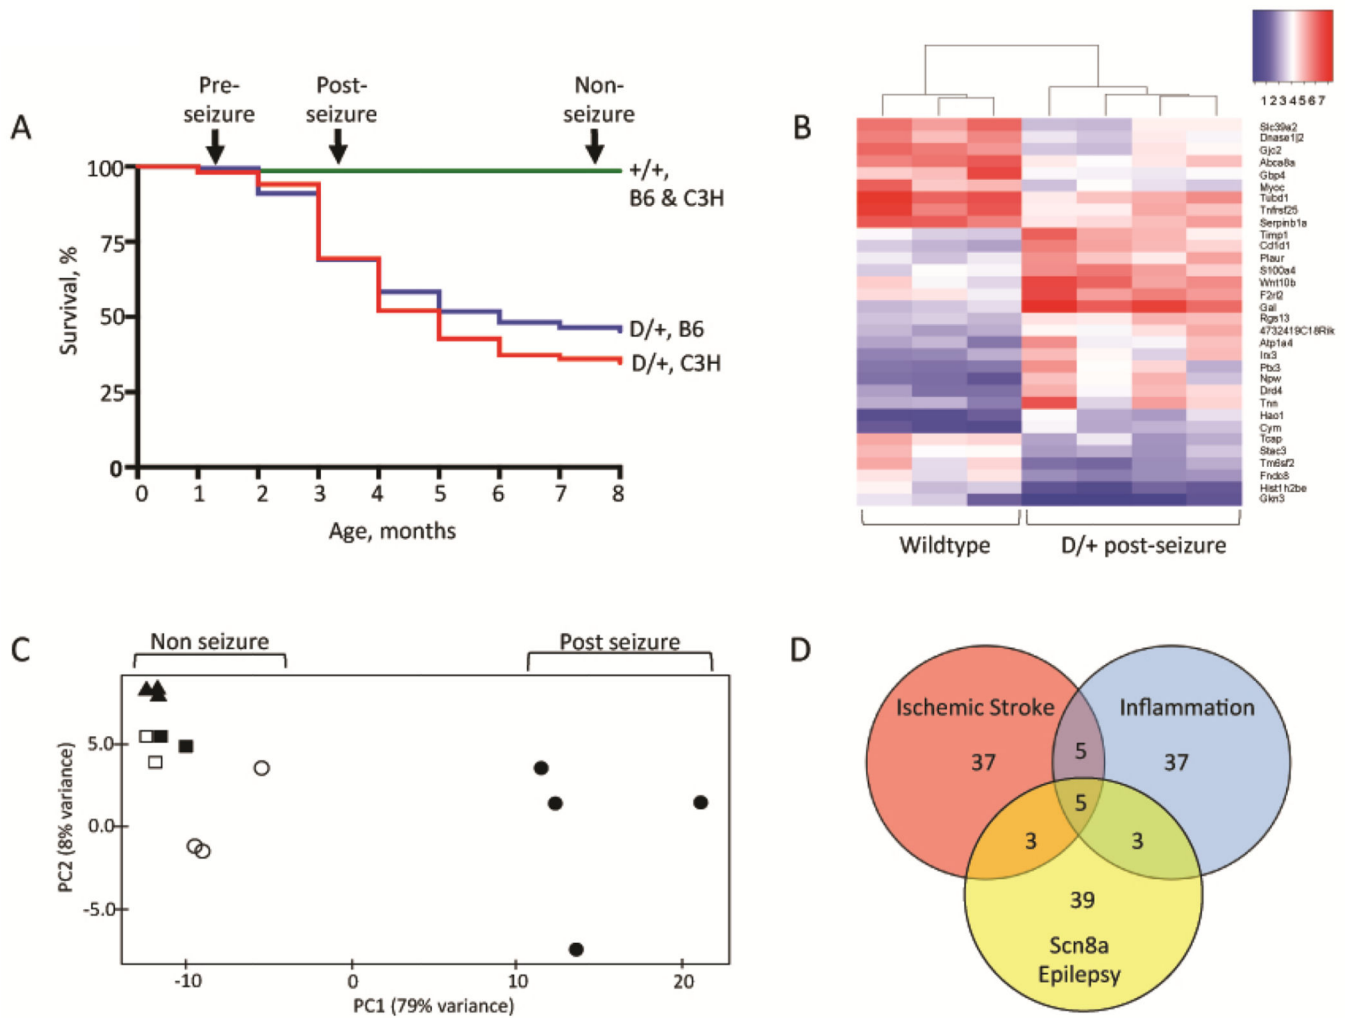 A
Pre-
seizure
Post-
seizure
Non-
seizure
100
75
50
25
0
Survival, %
0 1 2 3 4 5 6 7 8
Age, months
+/+,
B6 & C3H
D/+, B6
D/+, C3H
B
1 2 3 4 5 6 7
Slc39a2
Dnase1l2
Gjc2
Abca8a
Gbp4
Myoc
Tubd1
Tnfrsf25
Serpinb1a
Timp1
Cd1d1
Plaur
S100a4
Wnt10b
F2rl2
Gal
Rgs13
4732419C18Rik
Atp1a4
Irx3
Ptx3
Npw
Drd4
Tnn
Hao1
Cym
Tcap
Stac3
Tm6sf2
Fndc8
Hist1h2be
Gkn3
Wildtype
D/+ post-seizure
C
Non seizure
Post seizure
5.0
0.0
-5.0
PC2 (8% variance)
-10 0 10 20
PC1 (79% variance)
D
Ischemic Stroke
Inflammation
37
5
37
5
3
3
39
Scn8a
Epilepsy